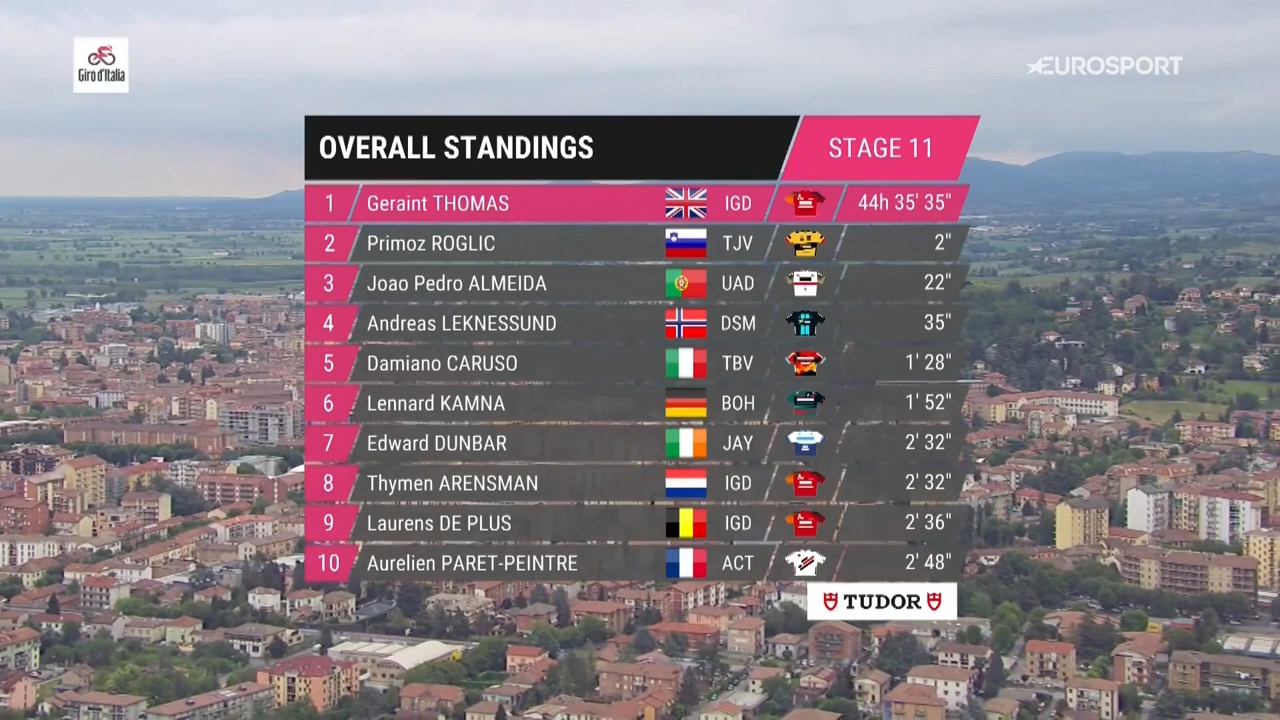 Giro d'Italia
EUROSPORT
OVERALL STANDINGS STAGE 11
1 Geraint THOMAS IGD 44h 35' 35"
2 Primoz ROGLIC TJV 2"
3 Joao Pedro ALMEIDA UAD 22"
4 Andreas LEKNESSUND DSM 35"
5 Damiano CARUSO TBV 1' 28"
6 Lennard KAMNA BOH 1' 52"
7 Edward DUNBAR JAY 2' 32"
8 Thymen ARENSMAN IGD 2' 32"
9 Laurens DE PLUS IGD 2' 36"
10 Aurelien PARET-PEINTRE ACT 2' 48"
TUDOR